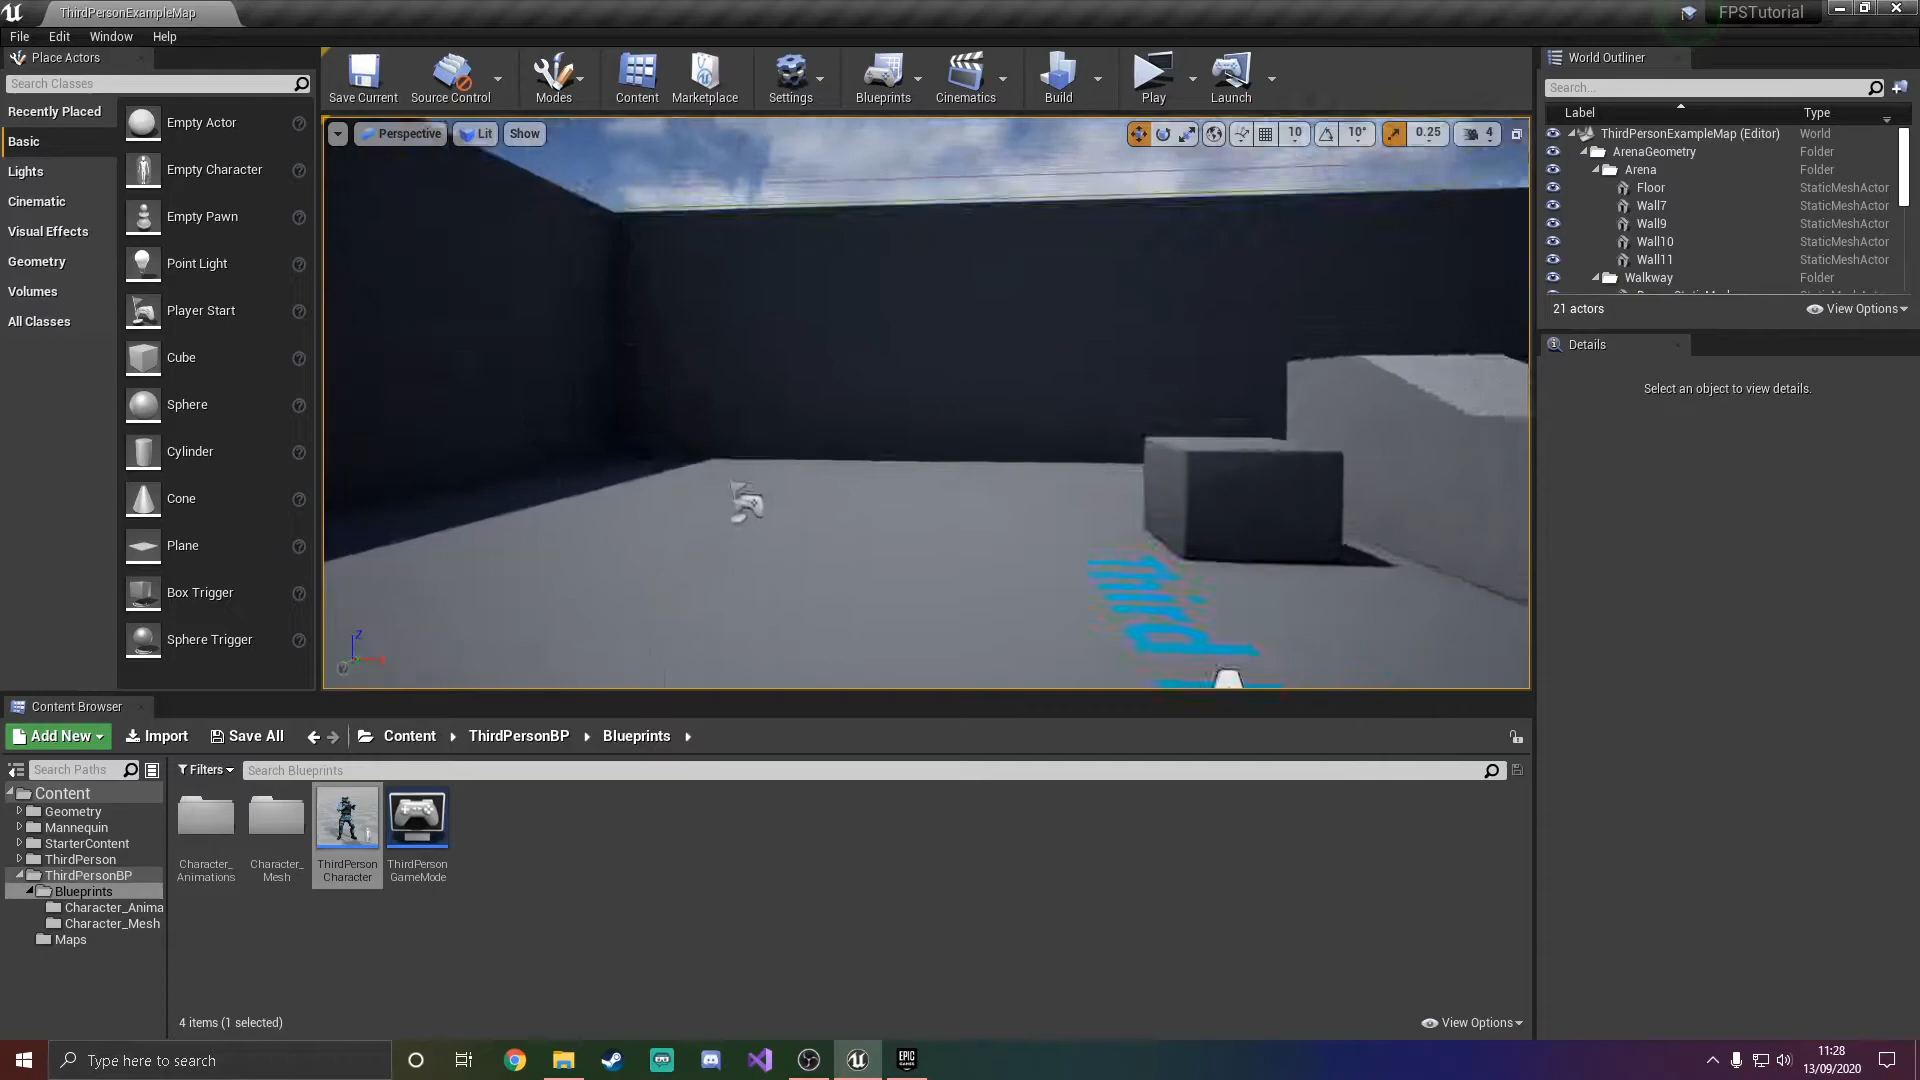 ThirdPersonExampleMap
FPSTutorial
File Edit Window Help
Place Actors
Search Classes
Recently Placed
Basic
Lights
Cinematic
Visual Effects
Geometry
Volumes
All Classes
Empty Actor
Empty Character
Empty Pawn
Point Light
Player Start
Cube
Sphere
Cylinder
Cone
Plane
Box Trigger
Sphere Trigger
Save Current
Source Control
Modes
Content
Marketplace
Settings
Blueprints
Cinematics
Build
Play
Launch
Perspective
Lit
Show
10
10°
0.25
4
Z
World Outliner
Search...
Label Type
ThirdPersonExampleMap (Editor) World
ArenaGeometry Folder
Arena Folder
Floor StaticMeshActor
Wall7 StaticMeshActor
Wall9 StaticMeshActor
Wall10 StaticMeshActor
Wall11 StaticMeshActor
Walkway Folder
21 actors
View Options
Details
Select an object to view details.
Content Browser
Add New
Import
Save All
Content
ThirdPersonBP
Blueprints
Search Paths
Filters
Search Blueprints
Content
Geometry
Mannequin
StarterContent
ThirdPerson
ThirdPersonBP
Blueprints
Character_Anima
Character_Mesh
Maps
Character_
Animations
Character_
Mesh
ThirdPerson
Character
ThirdPerson
GameMode
4 items (1 selected)
View Options
Type here to search
EPIC
GAMES
11:28
13/09/2020